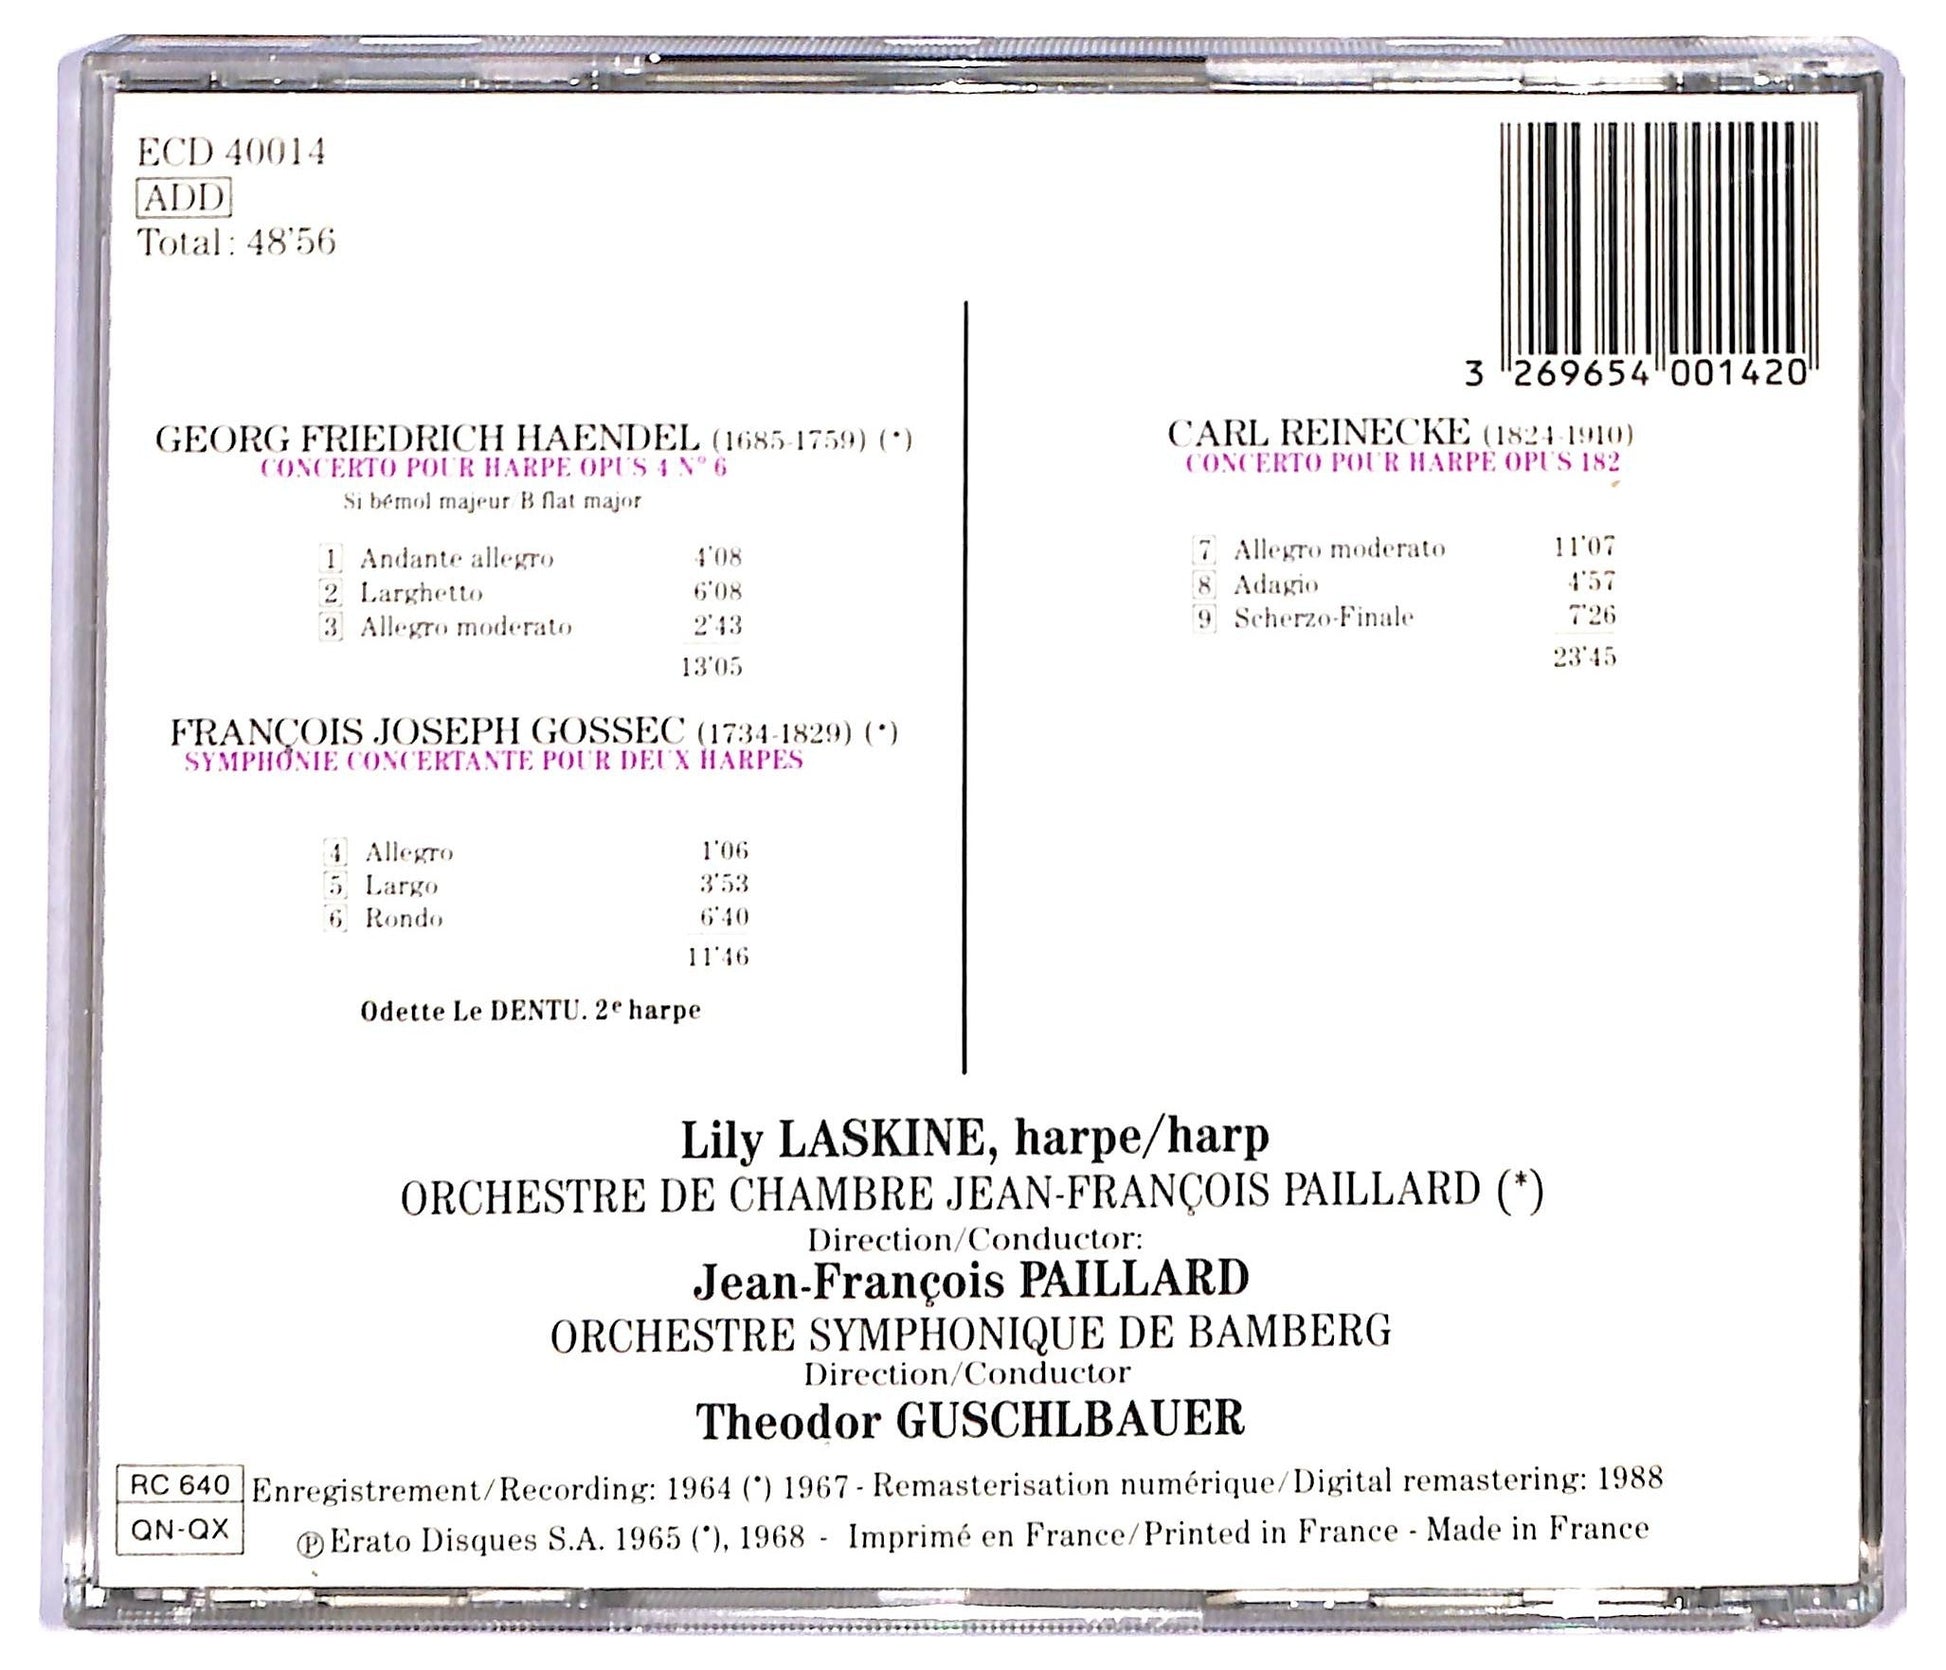 ECD 40014
ADD
Total : 48'56
3 269654 001420
GEORG FRIEDRICH HAENDEL (1685-1759) (*)
CONCERTO POUR HARPE OPUS 4 N° 6
Si bémol majeur/B flat major
1 Andante allegro 4'08
2 Larghetto 6'08
3 Allegro moderato 2'43
13'05
FRANÇOIS JOSEPH GOSSEC (1734-1829) (*)
SYMPHONIE CONCERTANTE POUR DEUX HARPES
4 Allegro 1'06
5 Largo 3'53
6 Rondo 6'40
11'46
Odette Le DENTU. 2e harpe
CARL REINECKE (1824-1910)
CONCERTO POUR HARPE OPUS 182
7 Allegro moderato 11'07
8 Adagio 4'57
9 Scherzo-Finale 7'26
23'45
Lily LASKINE, harpe/harp
ORCHESTRE DE CHAMBRE JEAN-FRANÇOIS PAILLARD (*)
Direction/Conductor:
Jean-François PAILLARD
ORCHESTRE SYMPHONIQUE DE BAMBERG
Direction/Conductor
Theodor GUSCHLBAUER
RC 640
QN-QX
Enregistrement/Recording: 1964 (*) 1967 - Remasterisation numérique/Digital remastering: 1988
℗ Erato Disques S.A. 1965 (*), 1968 - Imprimé en France/Printed in France - Made in France